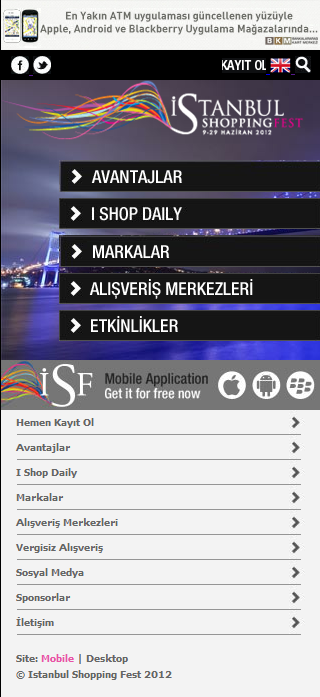 En Yakın ATM uygulaması güncellenen yüzüyle
Apple, Android ve Blackberry Uygulama Mağazalarında...
BKM
KAYIT OL
İSTANBUL
SHOPPINGFEST
9-29 HAZİRAN 2012
AVANTAJLAR
I SHOP DAILY
MARKALAR
ALIŞVERİŞ MERKEZLERİ
ETKİNLİKLER
İSF
Mobile Application
Get it for free now
Hemen Kayıt Ol
Avantajlar
I Shop Daily
Markalar
Alışveriş Merkezleri
Vergisiz Alışveriş
Sosyal Medya
Sponsorlar
İletişim
Site: Mobile | Desktop
© Istanbul Shopping Fest 2012